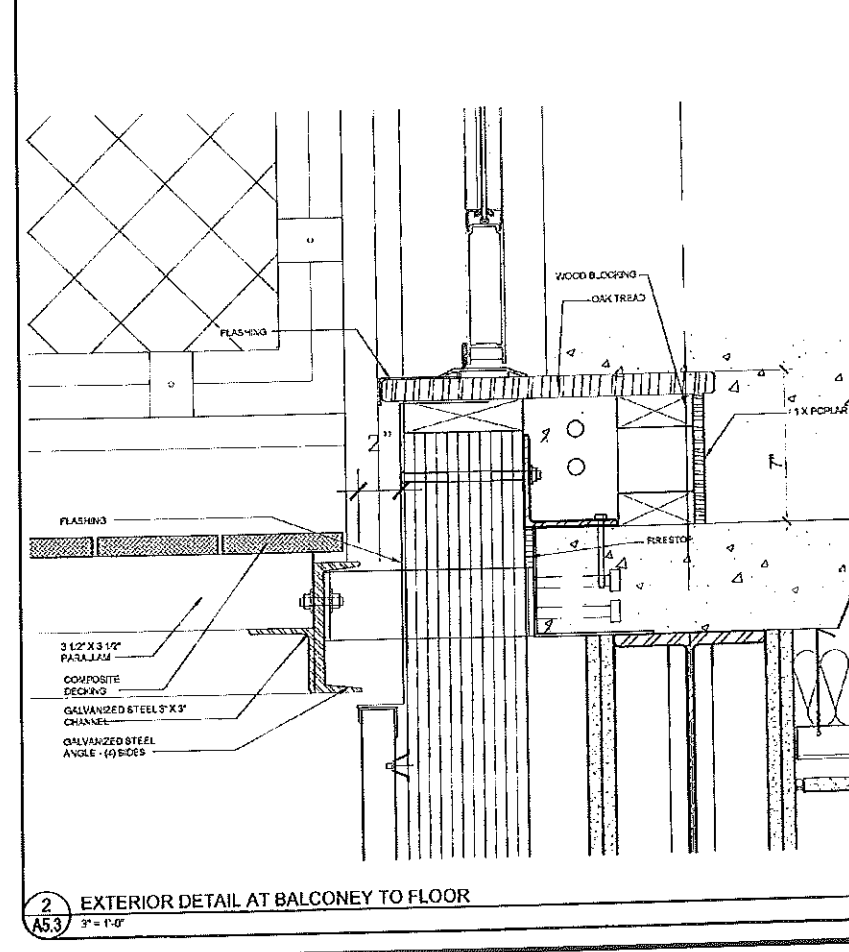 WOOD BLOCKING
OAK TREAD
FLASHING
1 X POPLAR
2"
7"
FLASHING
FIRESTOP
3 1/2" X 3 1/2"
PARALLAM
COMPOSITE
DECKING
GALVANIZED STEEL 3" X 3"
CHANNEL
GALVANIZED STEEL
ANGLE - (4) SIDES
2
A5.3
EXTERIOR DETAIL AT BALCONEY TO FLOOR
3" = 1'-0"